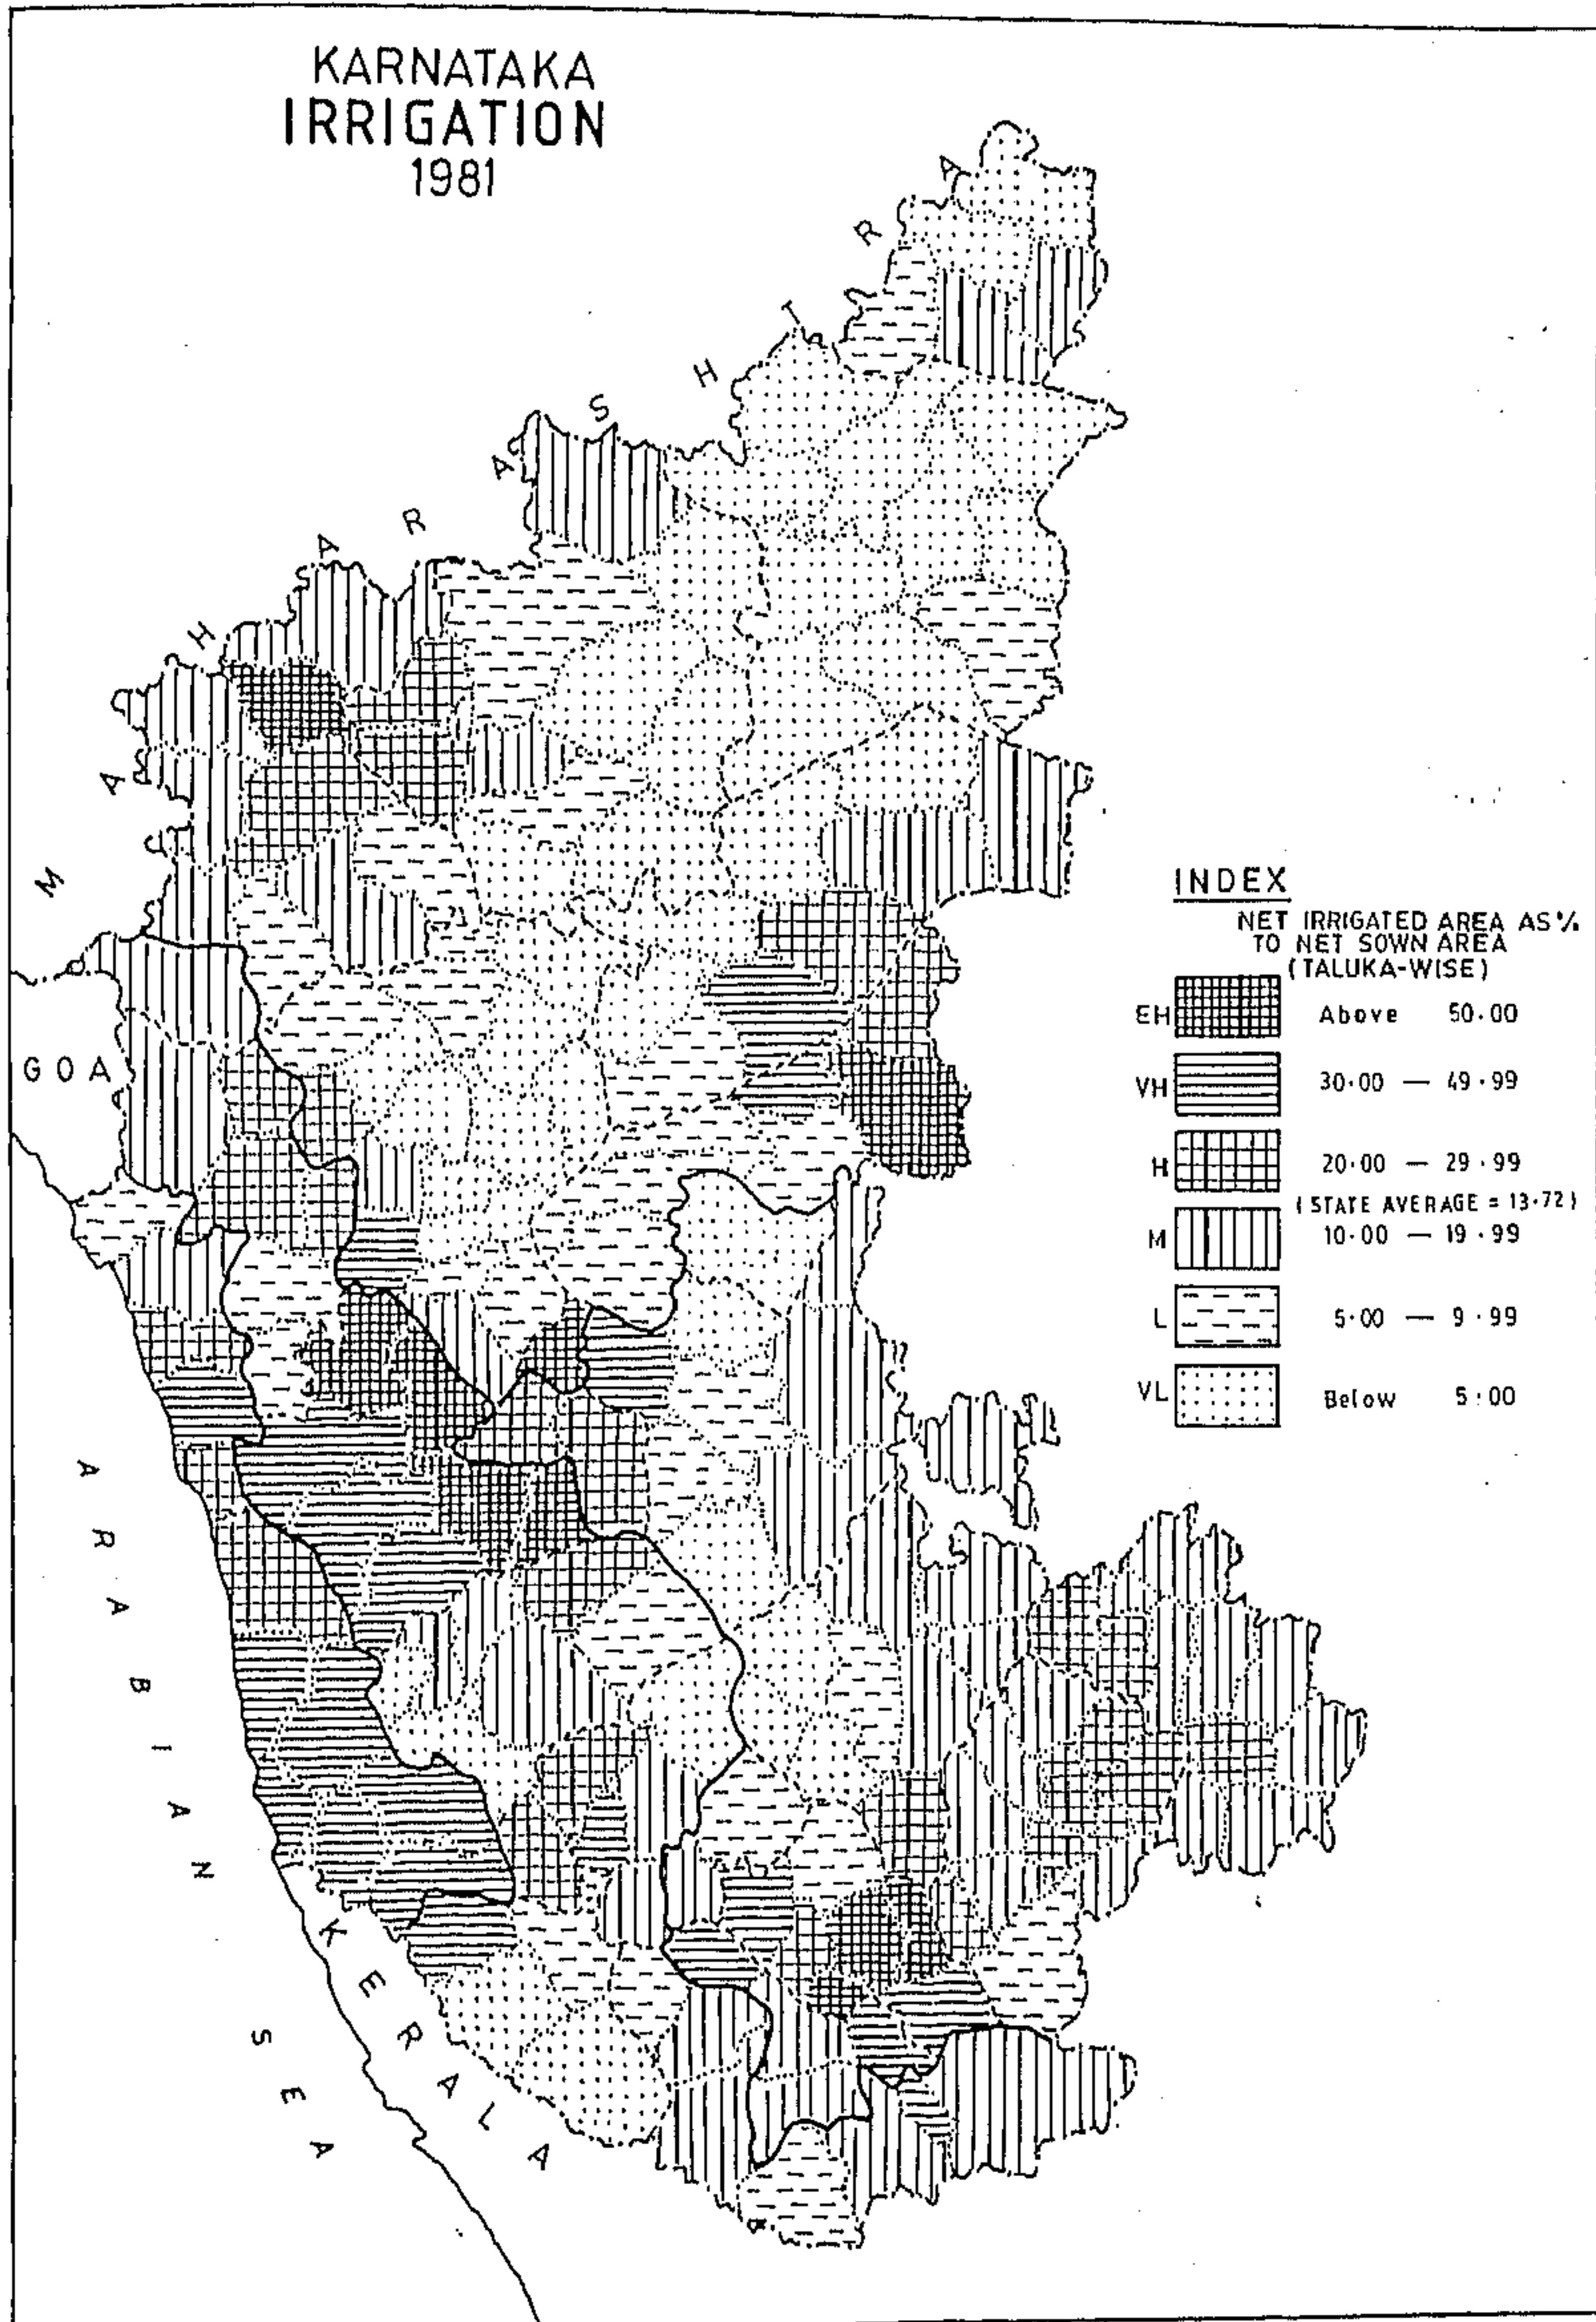 KARNATAKA
IRRIGATION
1981
MAHARASHTRA
GOA
ARABIAN SEA
KERALA
INDEX
NET IRRIGATED AREA AS %
TO NET SOWN AREA
(TALUKA-WISE)
EH Above 50.00
VH 30.00 — 49.99
H 20.00 — 29.99
(STATE AVERAGE = 13.72)
M 10.00 — 19.99
L 5.00 — 9.99
VL Below 5.00